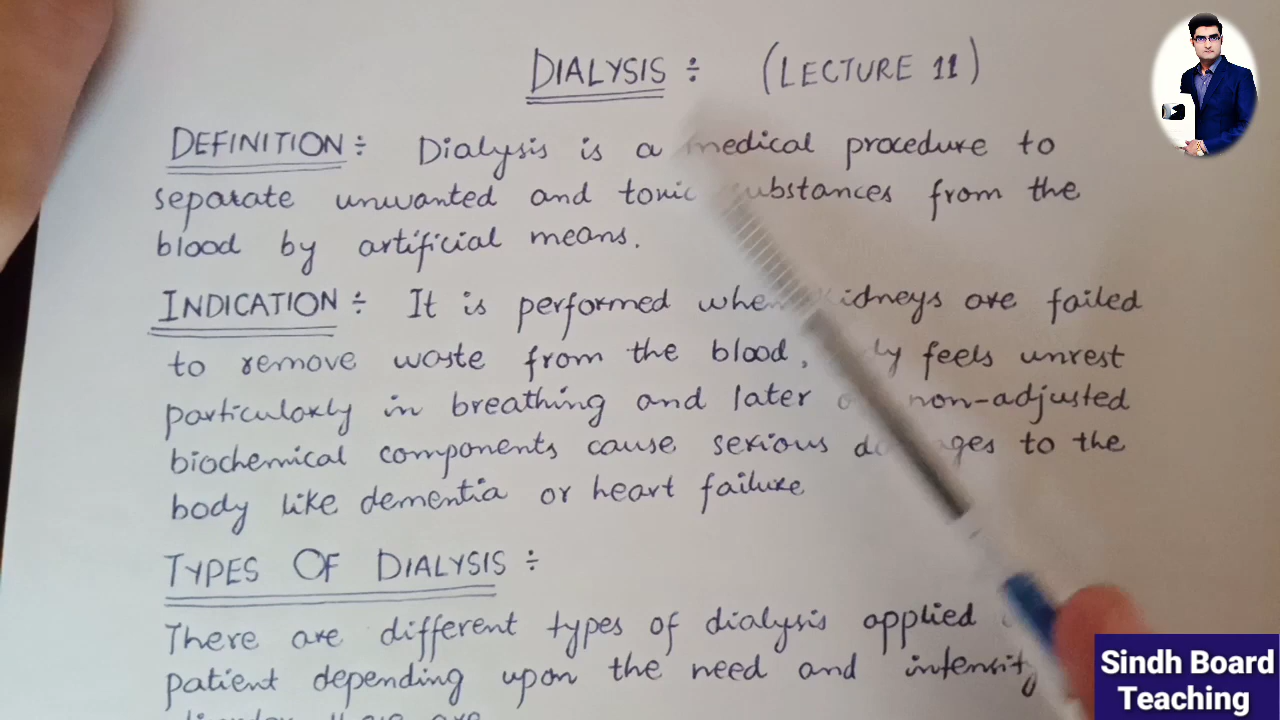 DIALYSIS : (LECTURE 11)
DEFINITION : Dialysis is a medical procedure to
separate unwanted and toxic substances from the
blood by artificial means.
INDICATION : It is performed when kidneys are failed
to remove waste from the blood, feels unrest
particularly in breathing and later on non-adjusted
biochemical components cause serious damages to the
body like dementia or heart failure
TYPES OF DIALYSIS :
There are different types of dialysis applied
patient depending upon the need and intensity
Sindh Board
Teaching